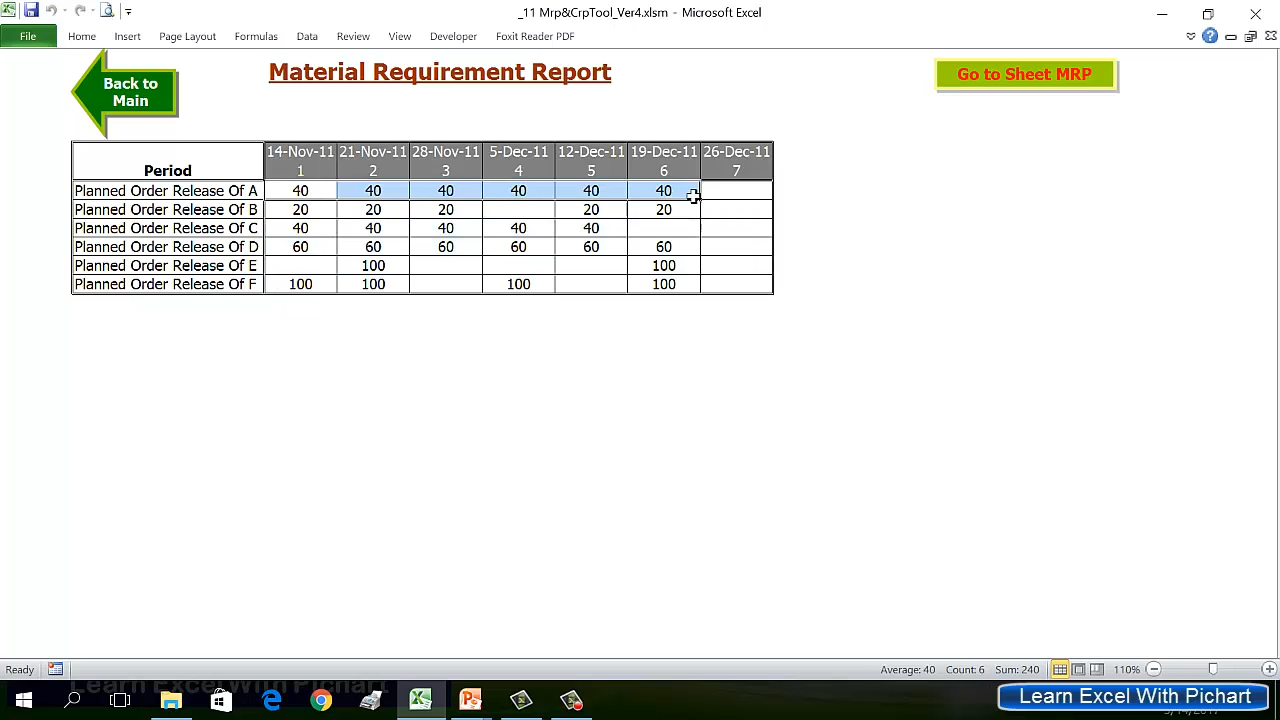 _11 Mrp&CrpTool_Ver4.xlsm - Microsoft Excel
File Home Insert Page Layout Formulas Data Review View Developer Foxit Reader PDF
Back to
Main
Material Requirement Report
Go to Sheet MRP
14-Nov-11 21-Nov-11 28-Nov-11 5-Dec-11 12-Dec-11 19-Dec-11 26-Dec-11
Period 1 2 3 4 5 6 7
Planned Order Release Of A 40 40 40 40 40 40
Planned Order Release Of B 20 20 20 20 20
Planned Order Release Of C 40 40 40 40 40
Planned Order Release Of D 60 60 60 60 60 60
Planned Order Release Of E 100 100
Planned Order Release Of F 100 100 100 100
Ready Average: 40 Count: 6 Sum: 240 110%
Learn Excel With Pichart
Learn Excel With Pichart